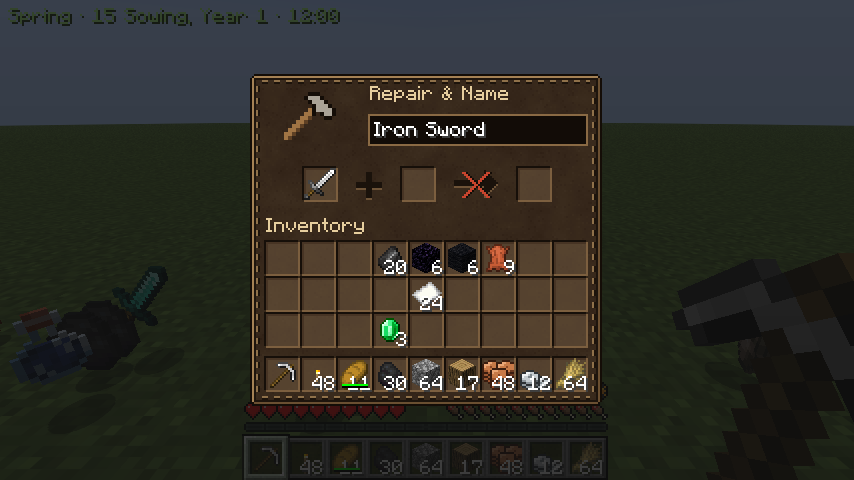 Spring · 15 Sowing, Year 1 · 12:00
Repair & Name
Iron Sword
Inventory
20 6 6 9
24
3
48 11 30 64 17 48 12 64
48 11 30 64 17 48 12 64